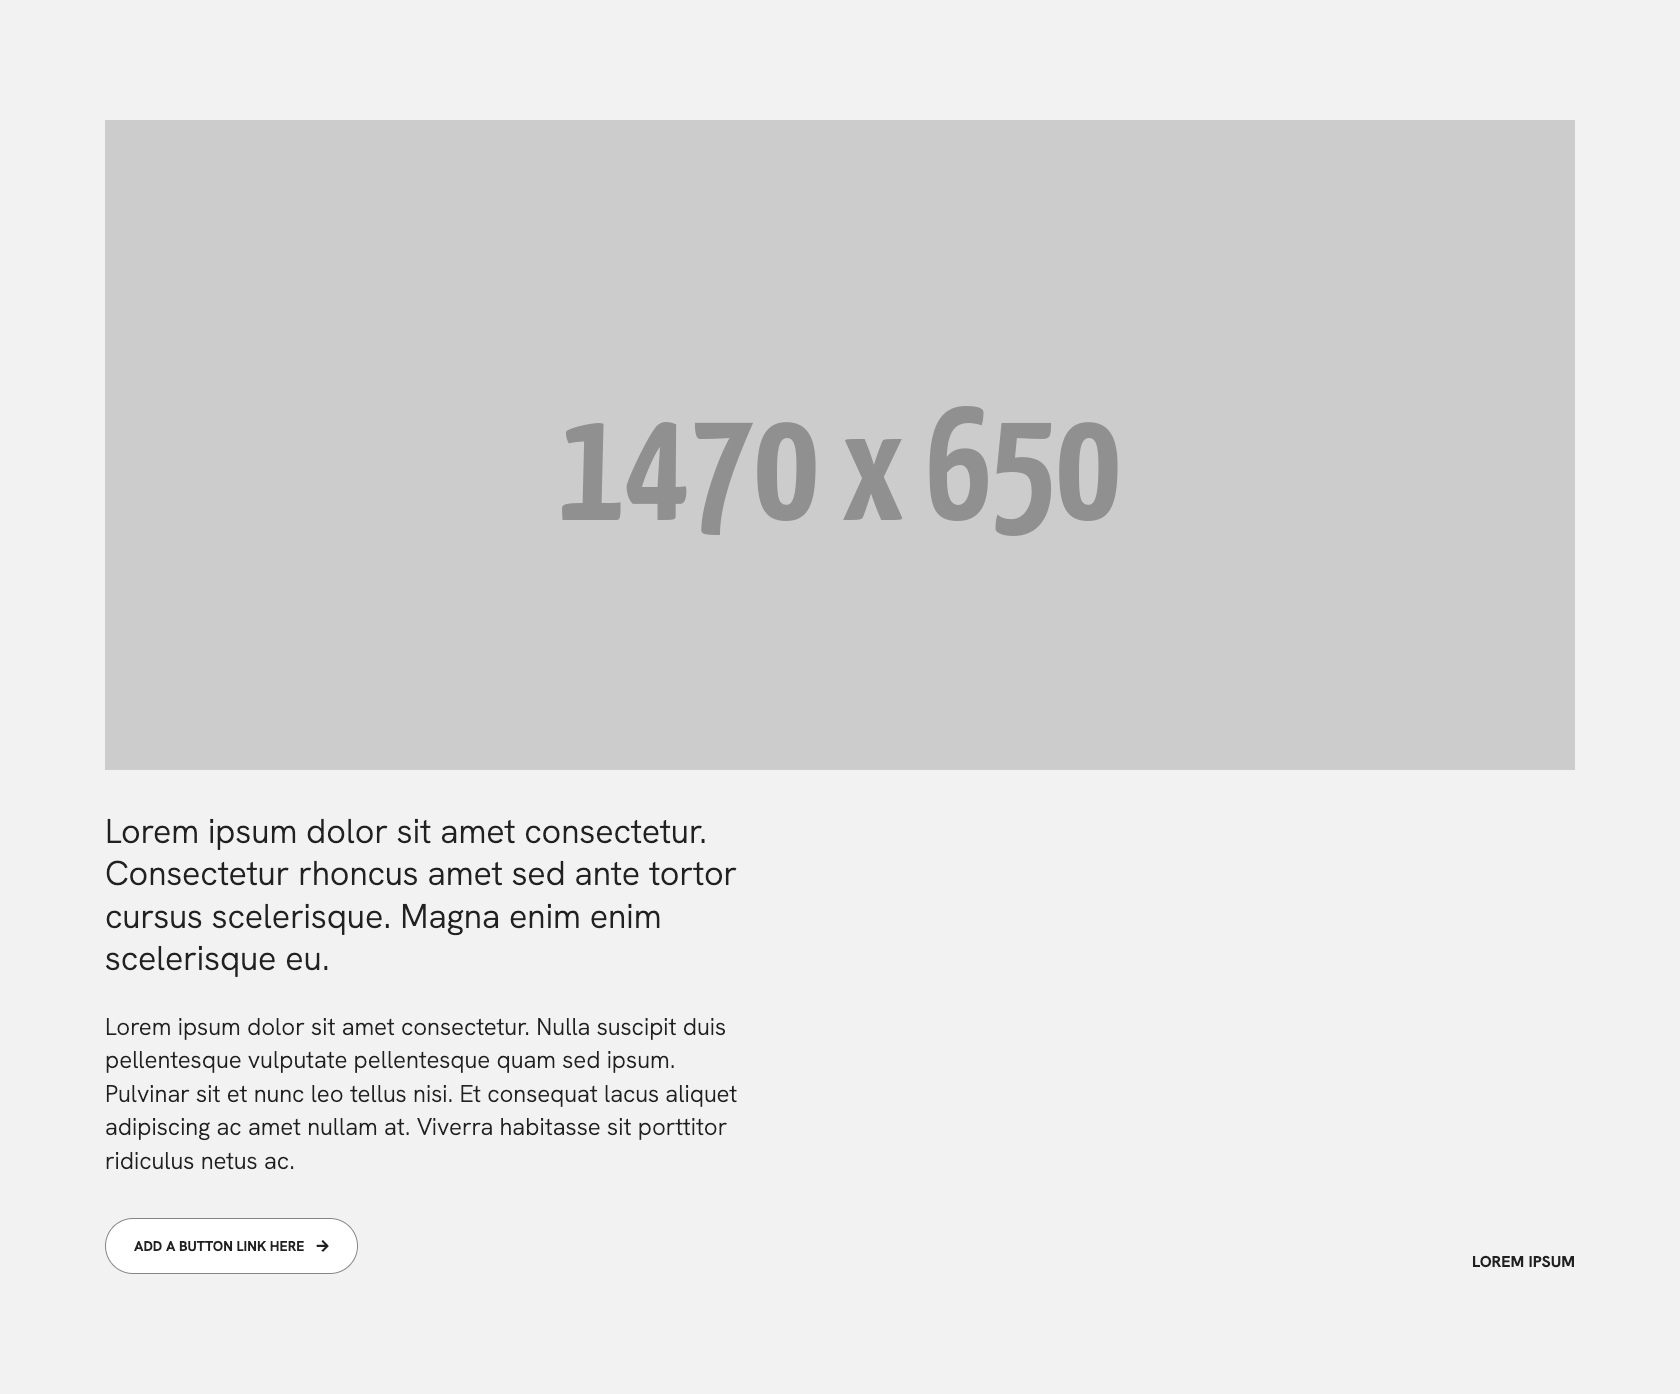 1470 x 650
Lorem ipsum dolor sit amet consectetur.
Consectetur rhoncus amet sed ante tortor
cursus scelerisque. Magna enim enim
scelerisque eu.
Lorem ipsum dolor sit amet consectetur. Nulla suscipit duis
pellentesque vulputate pellentesque quam sed ipsum.
Pulvinar sit et nunc leo tellus nisi. Et consequat lacus aliquet
adipiscing ac amet nullam at. Viverra habitasse sit porttitor
ridiculus netus ac.
ADD A BUTTON LINK HERE →
LOREM IPSUM